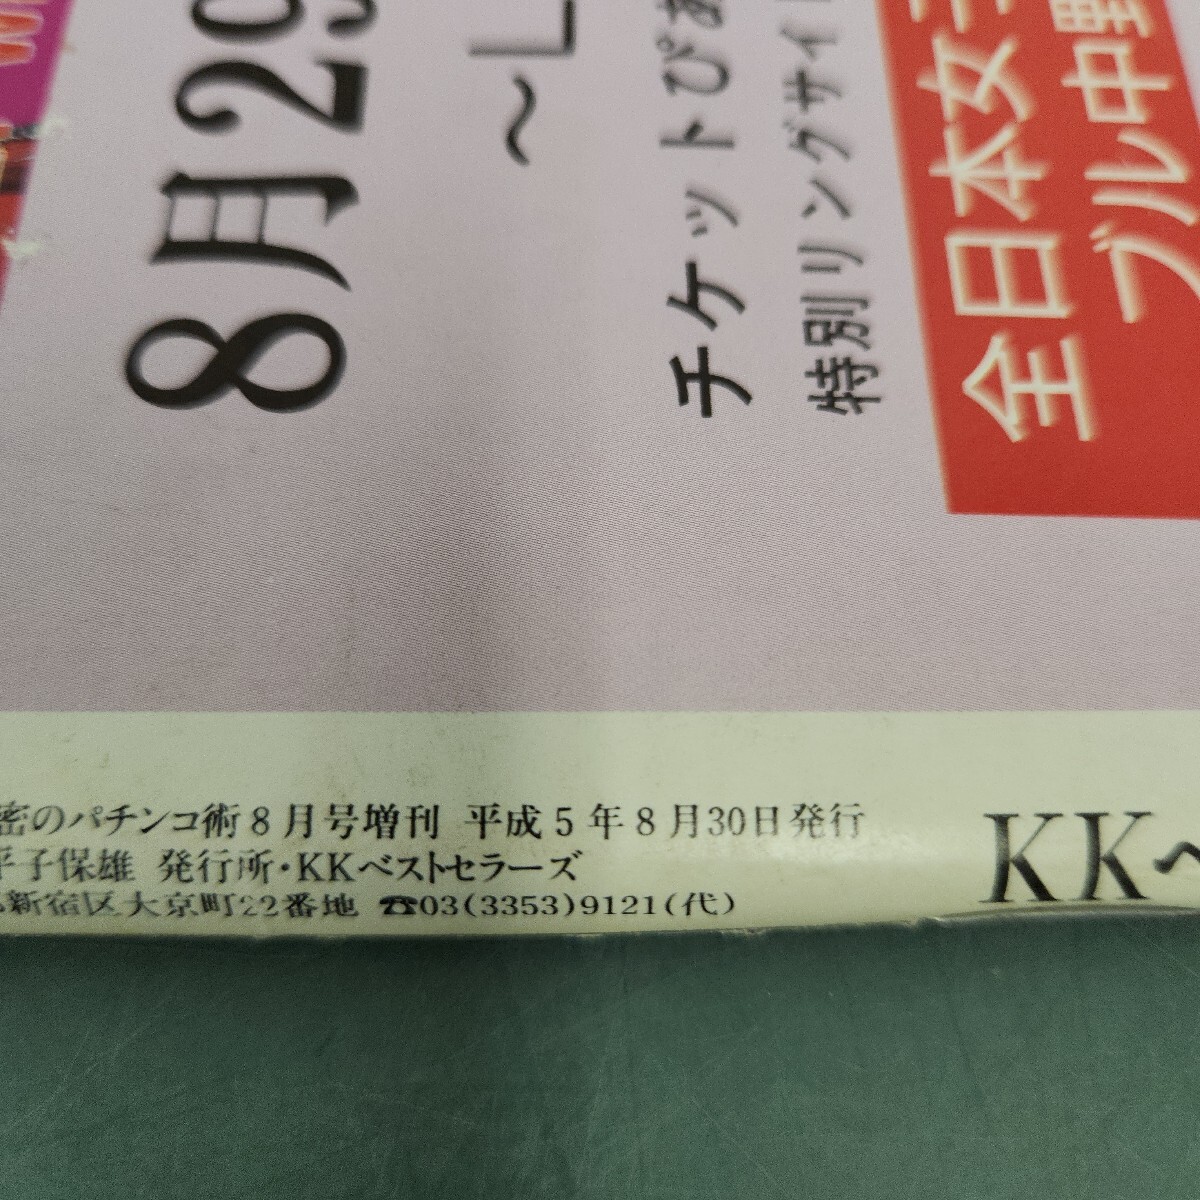 8月29
～L
チケットぴあ
特別リングサイ
全日本女子
ブル中野
密のパチンコ術8月号増刊 平成5年8月30日発行
平子保雄 発行所・KKベストセラーズ
新宿区大京町22番地 ☎03(3353)9121(代)
KKベ